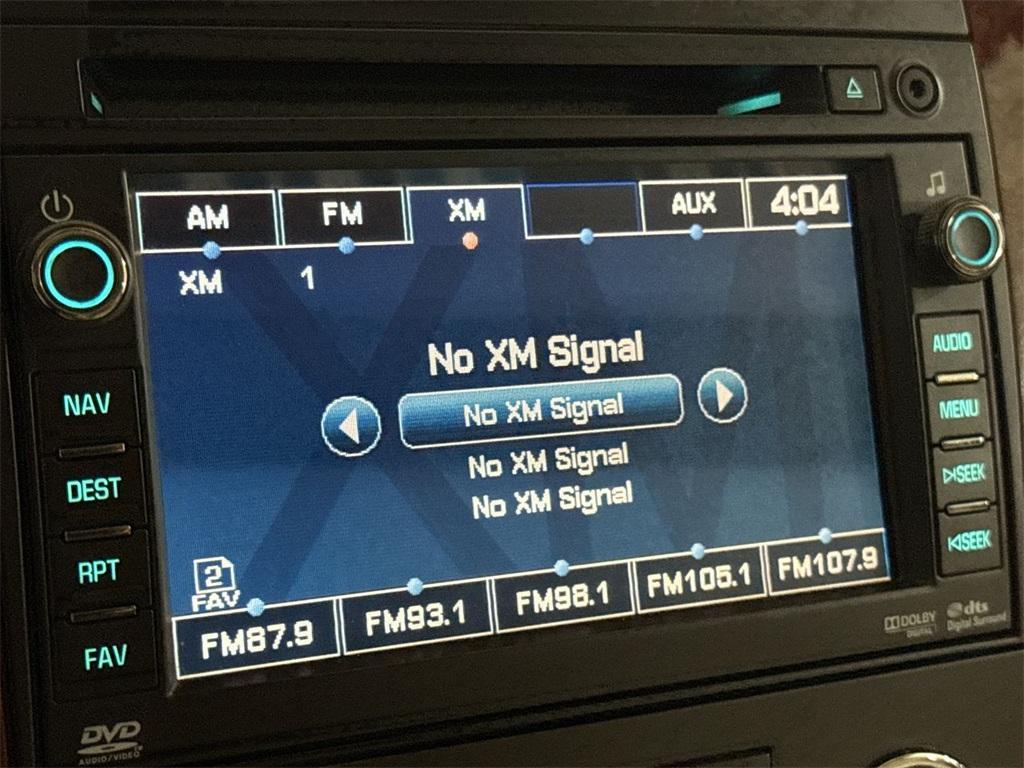 AM FM XM AUX 4:04
XM 1
No XM Signal
No XM Signal
No XM Signal
No XM Signal
2
FAV
FM87.9 FM93.1 FM98.1 FM105.1 FM107.9
NAV
DEST
RPT
FAV
AUDIO
MENU
SEEK
SEEK
DVD
AUDIO/VIDEO
DOLBY
DIGITAL
dts
Digital Surround